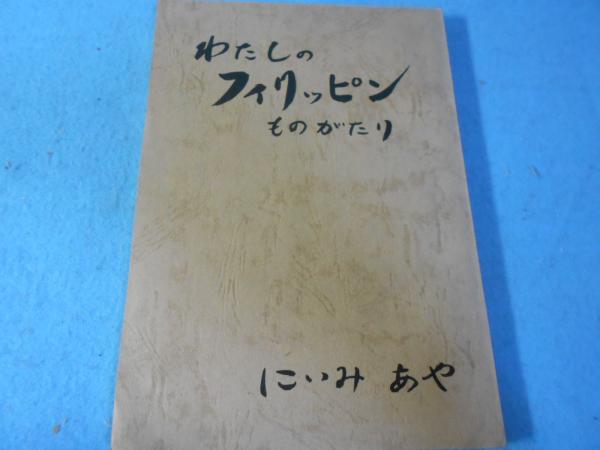 わたしの
フィリッピン
ものがたり
にいみ あや